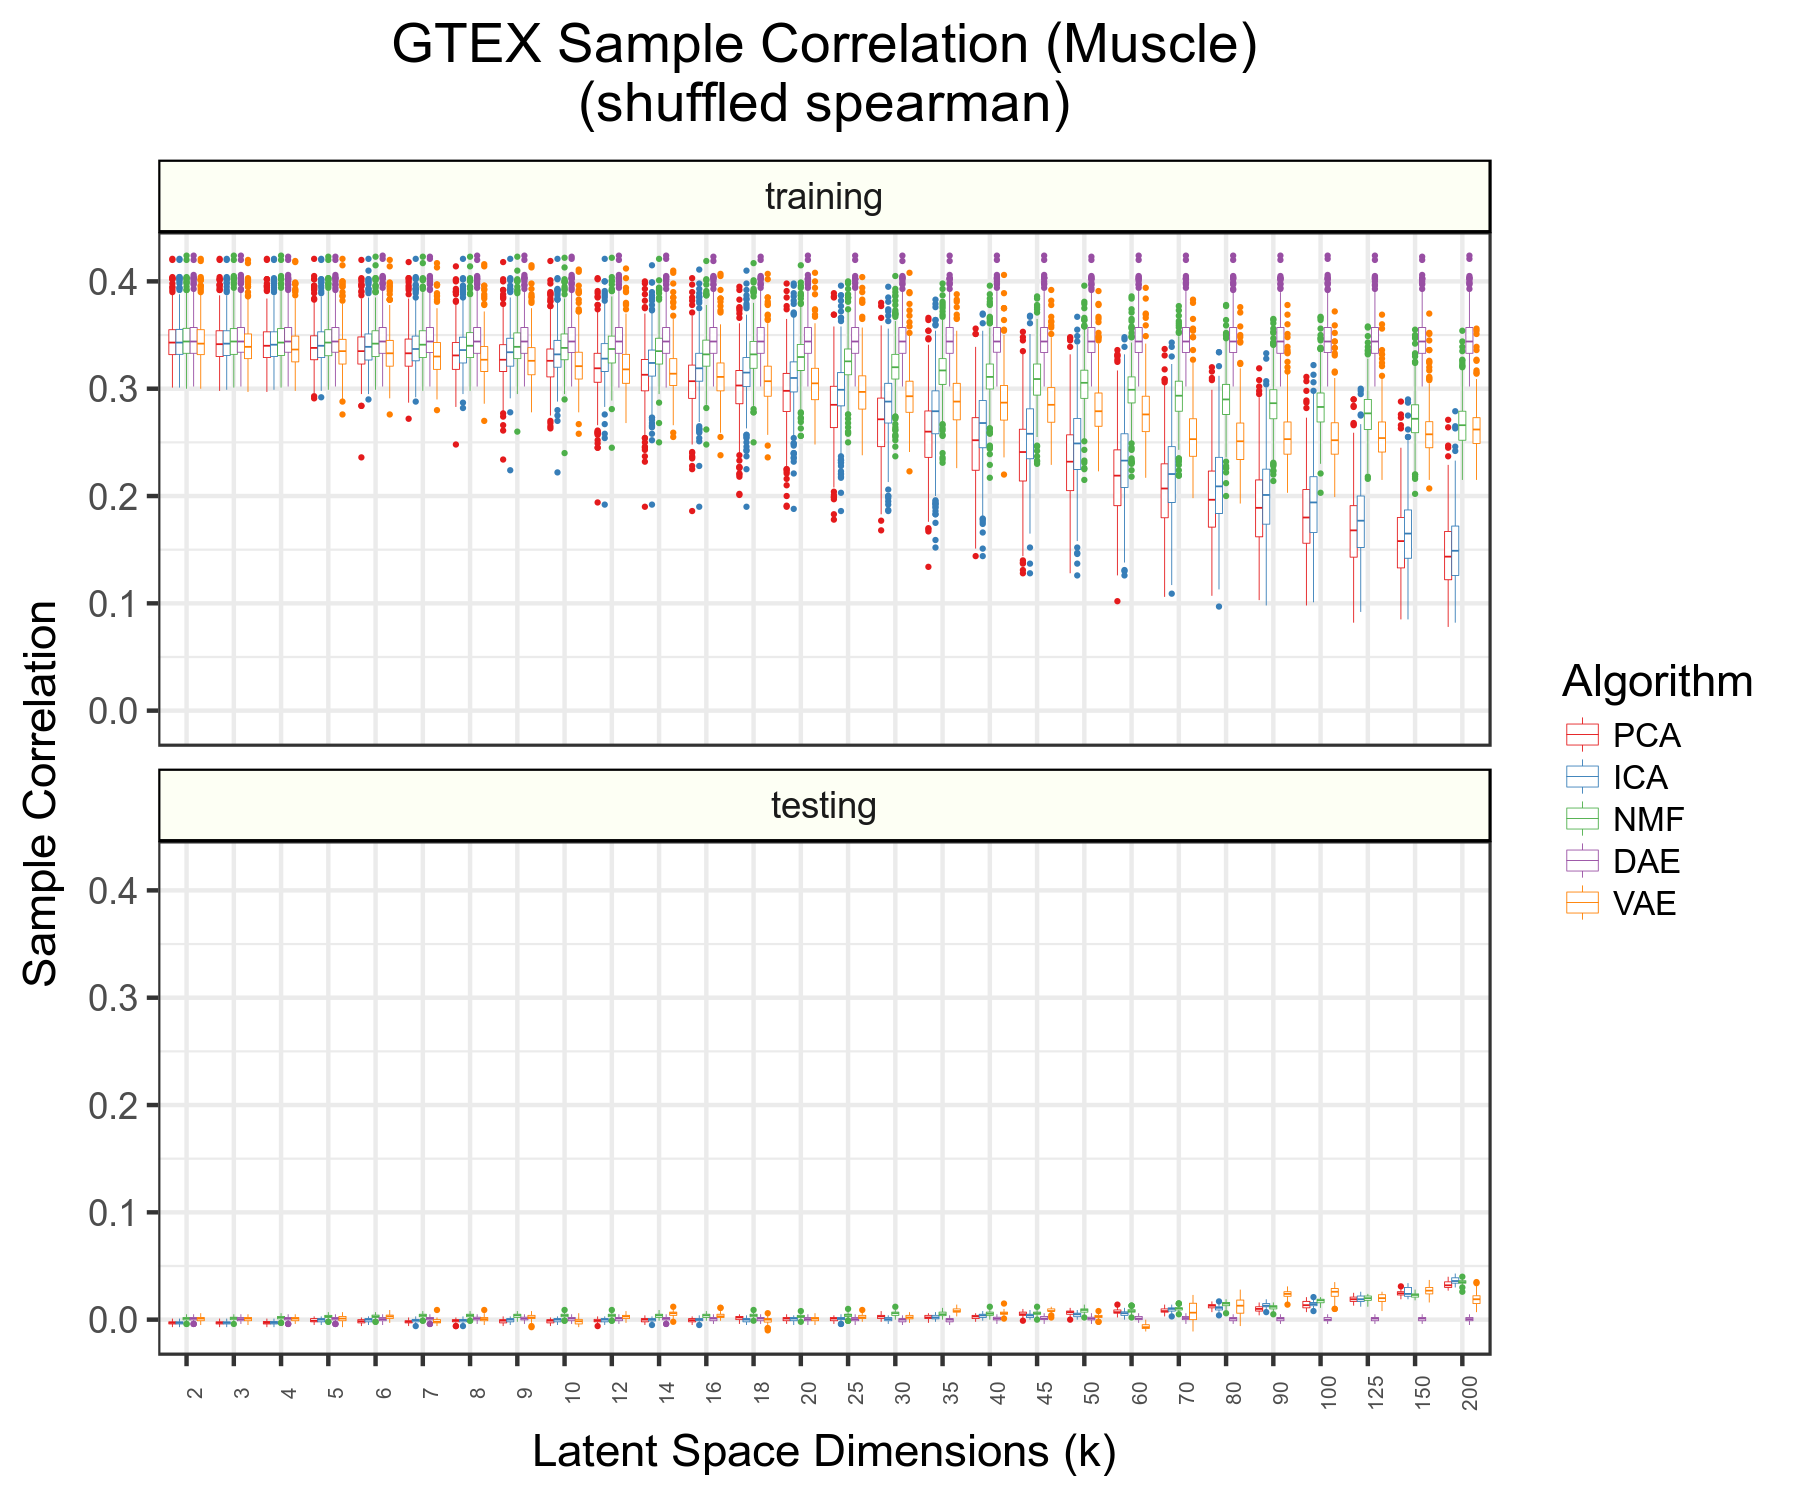 GTEX Sample Correlation (Muscle)
(shuffled spearman)
training
0.4
0.3
0.2
0.1
0.0
testing
0.4
0.3
0.2
0.1
0.0
Sample Correlation
2 3 4 5 6 7 8 9 10 12 14 16 18 20 25 30 35 40 45 50 60 70 80 90 100 125 150 200
Latent Space Dimensions (k)
Algorithm
PCA
ICA
NMF
DAE
VAE